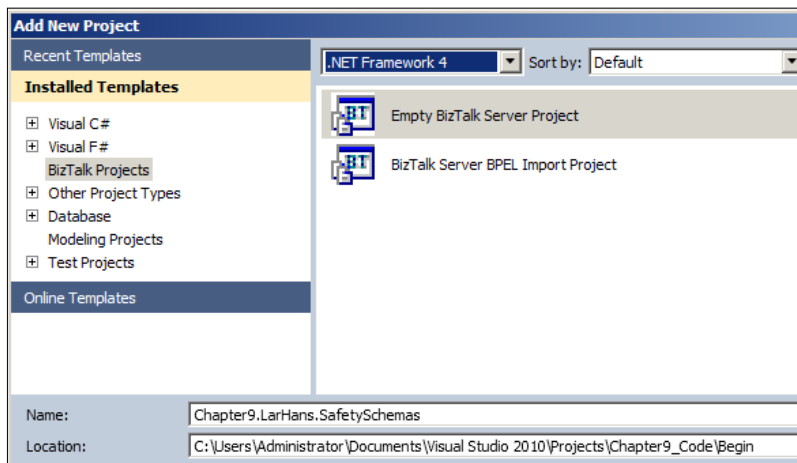 Add New Project
Recent Templates
Installed Templates
Visual C#
Visual F#
BizTalk Projects
Other Project Types
Database
Modeling Projects
Test Projects
Online Templates
.NET Framework 4
Sort by: Default
BT Empty BizTalk Server Project
BT BizTalk Server BPEL Import Project
Name: Chapter9.LarHans.SafetySchemas
Location: C:\Users\Administrator\Documents\Visual Studio 2010\Projects\Chapter9_Code\Begin